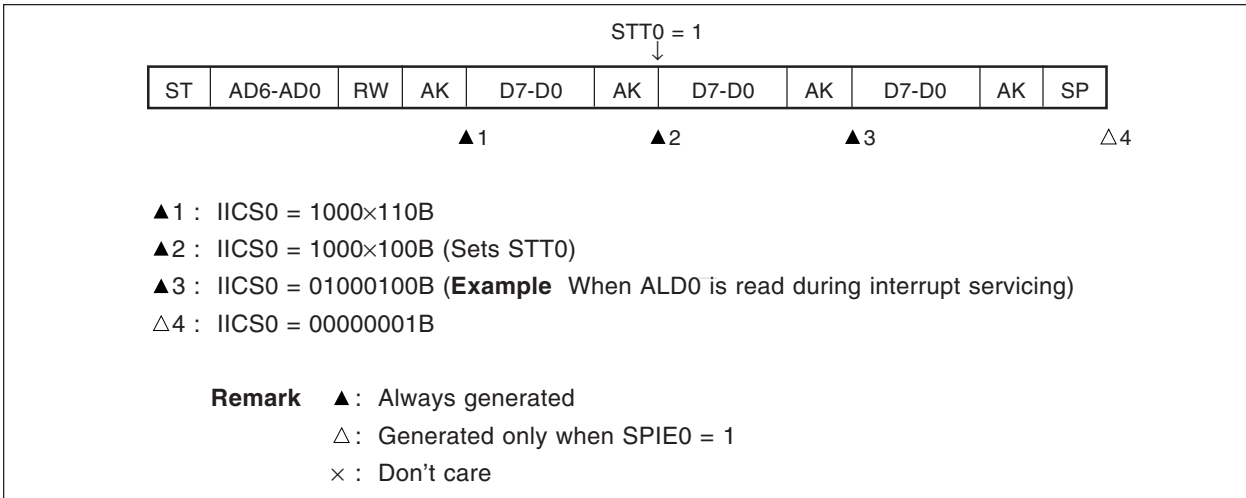 STT0 = 1
↓
ST AD6-AD0 RW AK D7-D0 AK D7-D0 AK D7-D0 AK SP
▲1 ▲2 ▲3 △4
▲1 : IICS0 = 1000×110B
▲2 : IICS0 = 1000×100B (Sets STT0)
▲3 : IICS0 = 01000100B (Example When ALD0 is read during interrupt servicing)
△4 : IICS0 = 00000001B
Remark ▲ : Always generated
△ : Generated only when SPIE0 = 1
× : Don't care